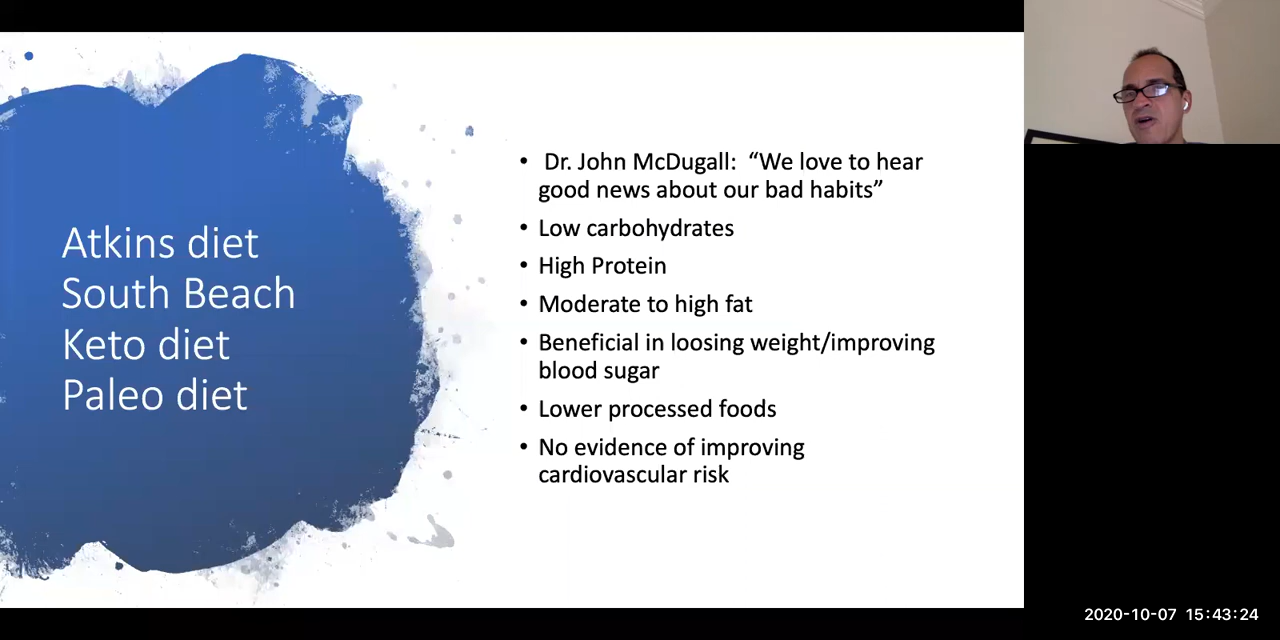 Atkins diet
South Beach
Keto diet
Paleo diet
• Dr. John McDugall: “We love to hear
good news about our bad habits”
• Low carbohydrates
• High Protein
• Moderate to high fat
• Beneficial in loosing weight/improving
blood sugar
• Lower processed foods
• No evidence of improving
cardiovascular risk
2020-10-07 15:43:24